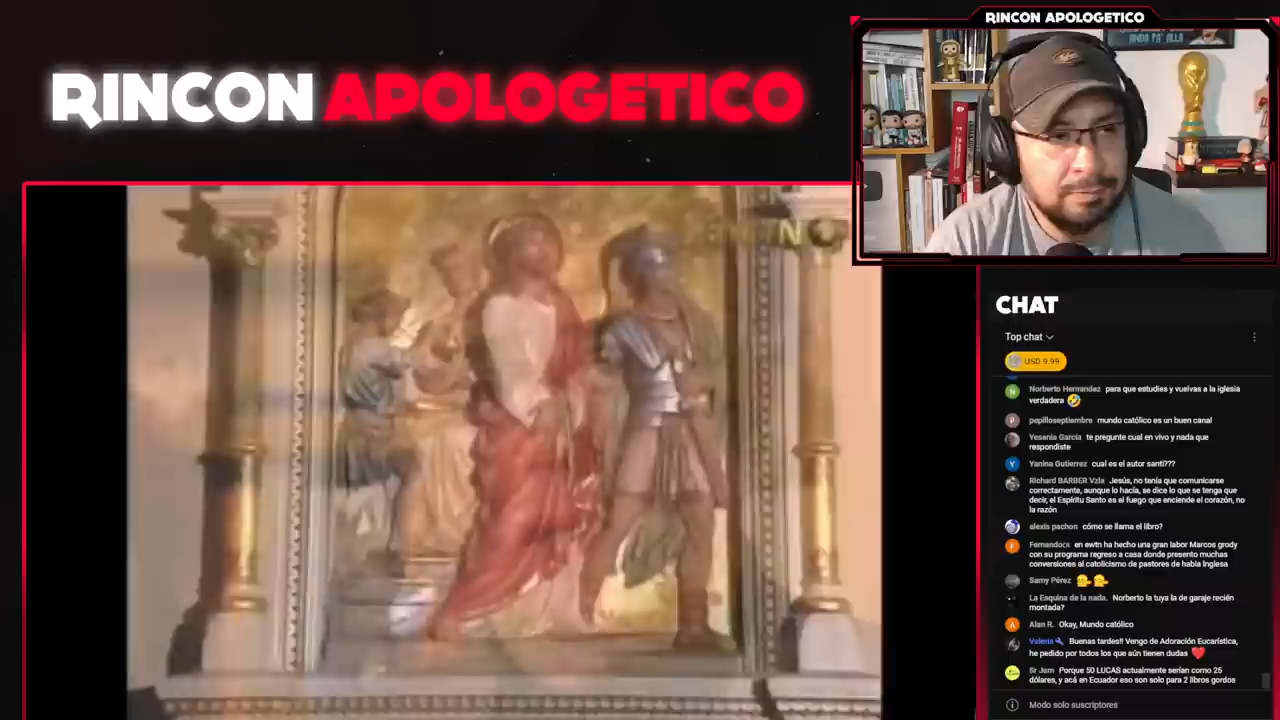 RINCON APOLOGETICO
RINCON APOLOGETICO
ANDA PA' ALLA
EWTN
CHAT
Top chat
USD 9.99
Norberto Hernandez para que estudies y vuelvas a la iglesia
verdadera 🤣
pepilloseptiembre mundo católico es un buen canal
Yesenia Garcia te pregunte cual en vivo y nada que
respondiste
Yanina Gutierrez cual es el autor santi???
Richard BARBER Vzla Jesús, no tenía que comunicarse
correctamente, aunque lo hacía, se dice lo que se tenga que
decir, el Espíritu Santo es el fuego que enciende el corazón, no
la razón
alexis pachon cómo se llama el libro?
Fernandocs en ewtn ha hecho una gran labor Marcos grody
con su programa regreso a casa donde presento muchas
conversiones al catolicismo de pastores de habla Inglesa
Samy Pérez
La Esquina de la nada. Norberto la tuya la de garaje recién
montada?
Alan R. Okay, Mundo católico
Valeria Buenas tardes!! Vengo de Adoración Eucarística,
he pedido por todos los que aún tienen dudas ❤️
Sr Jam Porque 50 LUCAS actualmente serían como 25
dólares, y acá en Ecuador eso son solo para 2 libros gordos
Modo solo suscriptores